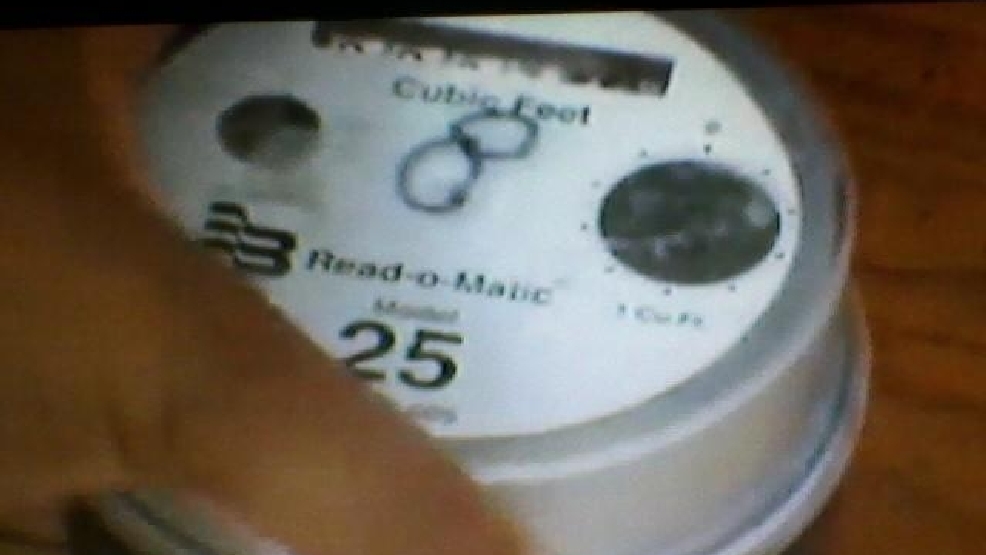 Cubic Feet
Read-o-Matic
Model
25
1 Cu.Ft.